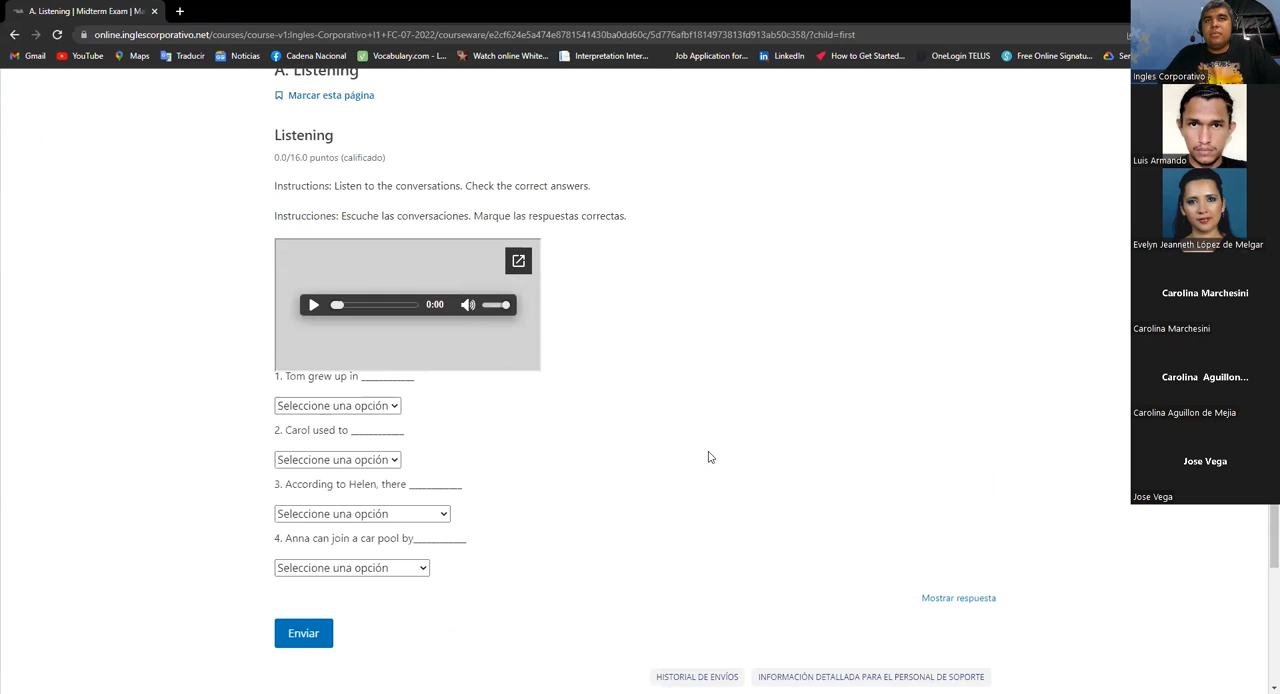 A. Listening | Midterm Exam | M
online.inglescorporativo.net/courses/course-v1:Ingles-Corporativo+I1+FC-07-2022/courseware/e2cf624e5a474e8781541430ba0dd60c/5d776afbf1814973813fd913ab50c358/?child=first
Gmail YouTube Maps Traducir Noticias Cadena Nacional Vocabulary.com - L... Watch online White... Interpretation Inter... Job Application for... LinkedIn How to Get Started... OneLogin TELUS Free Online Signatu... Ser
A. Listening
Marcar esta página
Listening
0.0/16.0 puntos (calificado)
Instructions: Listen to the conversations. Check the correct answers.
Instrucciones: Escuche las conversaciones. Marque las respuestas correctas.
0:00
1. Tom grew up in ___________
Seleccione una opción
2. Carol used to ___________
Seleccione una opción
3. According to Helen, there ___________
Seleccione una opción
4. Anna can join a car pool by___________
Seleccione una opción
Mostrar respuesta
Enviar
HISTORIAL DE ENVÍOS INFORMACIÓN DETALLADA PARA EL PERSONAL DE SOPORTE
Ingles Corporativo
Luis Armando
Evelyn Jeanneth López de Melgar
Carolina Marchesini
Carolina Marchesini
Carolina Aguillon...
Carolina Aguillon de Mejia
Jose Vega
Jose Vega